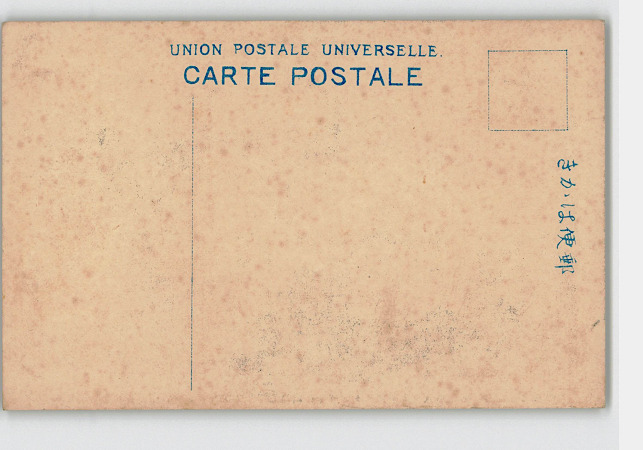 UNION POSTALE UNIVERSELLE.
CARTE POSTALE
きかは便郵